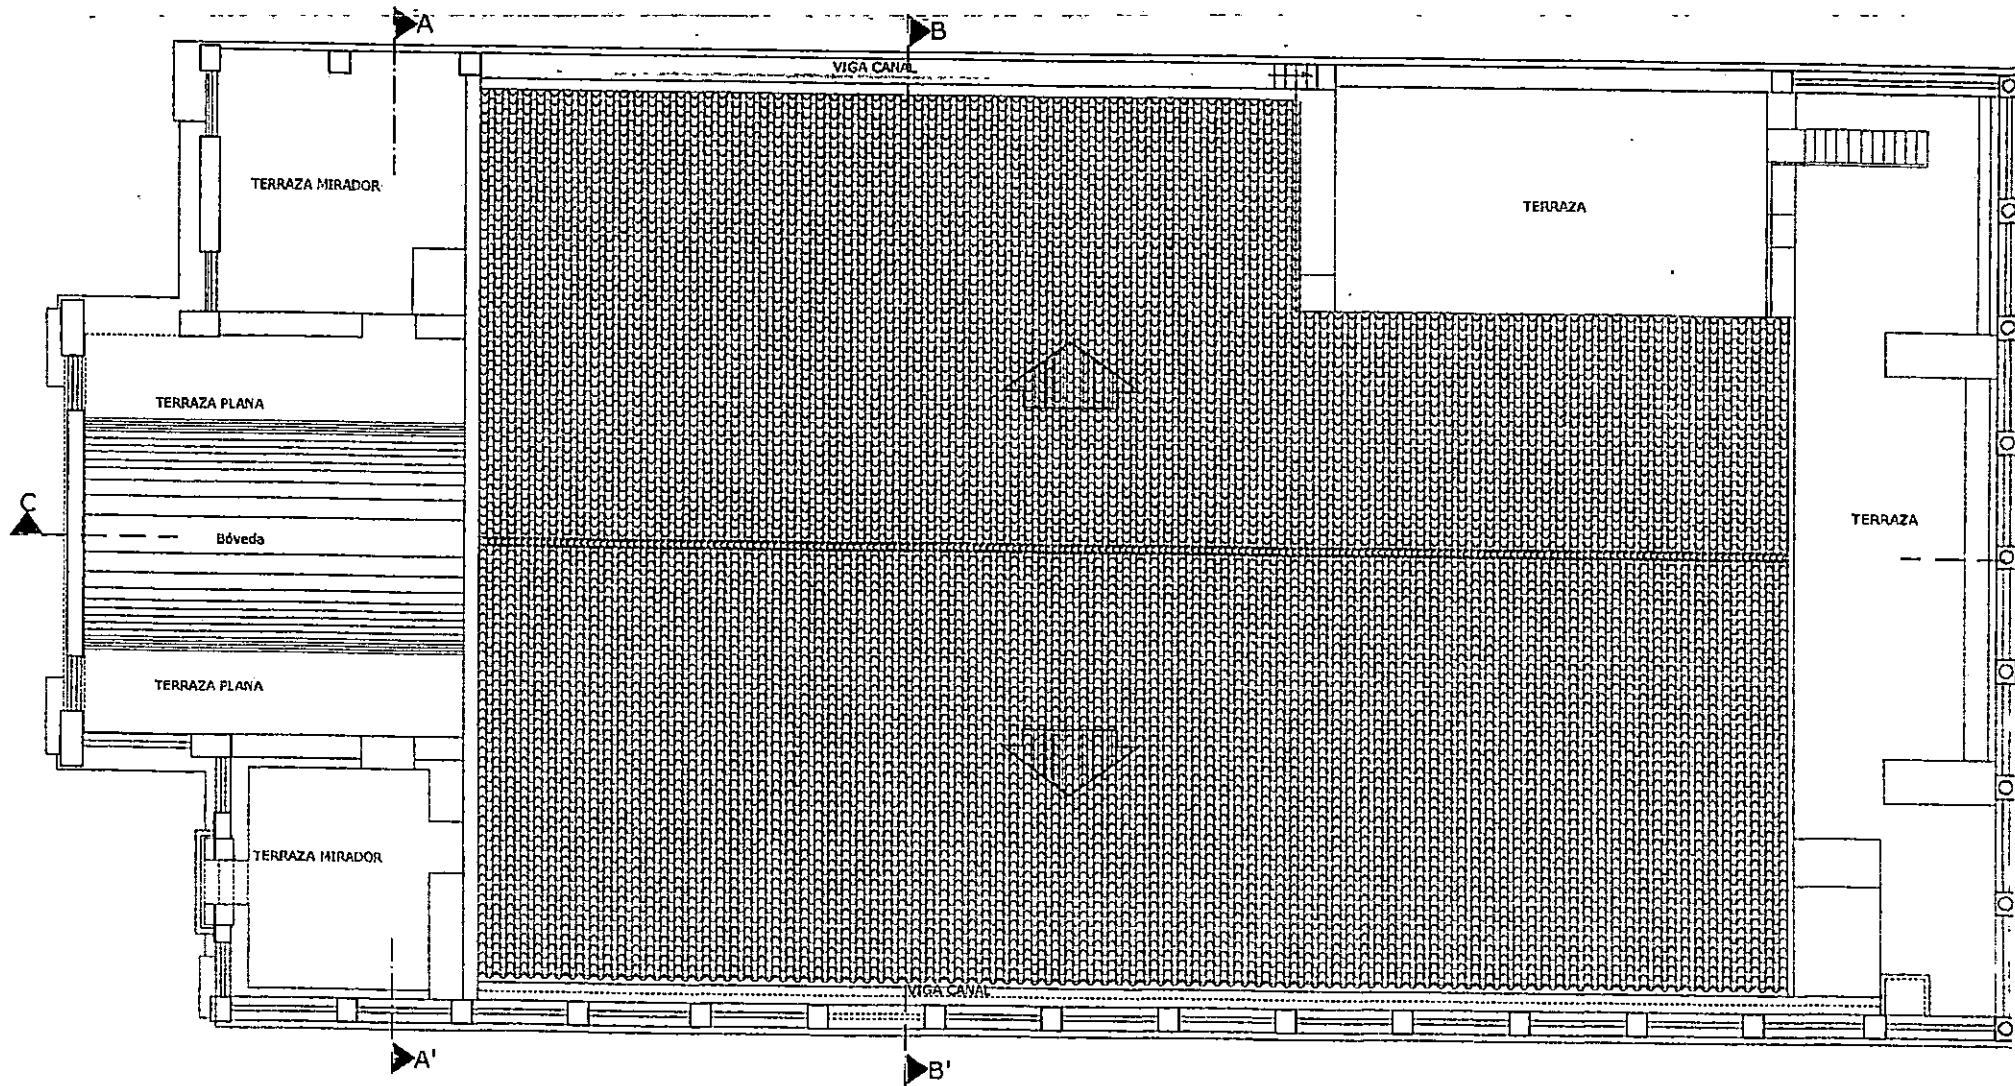 A
B
VIGA CANAL
TERRAZA MIRADOR
TERRAZA
TERRAZA PLANA
C
Bóveda
TERRAZA
TERRAZA PLANA
TERRAZA MIRADOR
VIGA CANAL
A'
B'